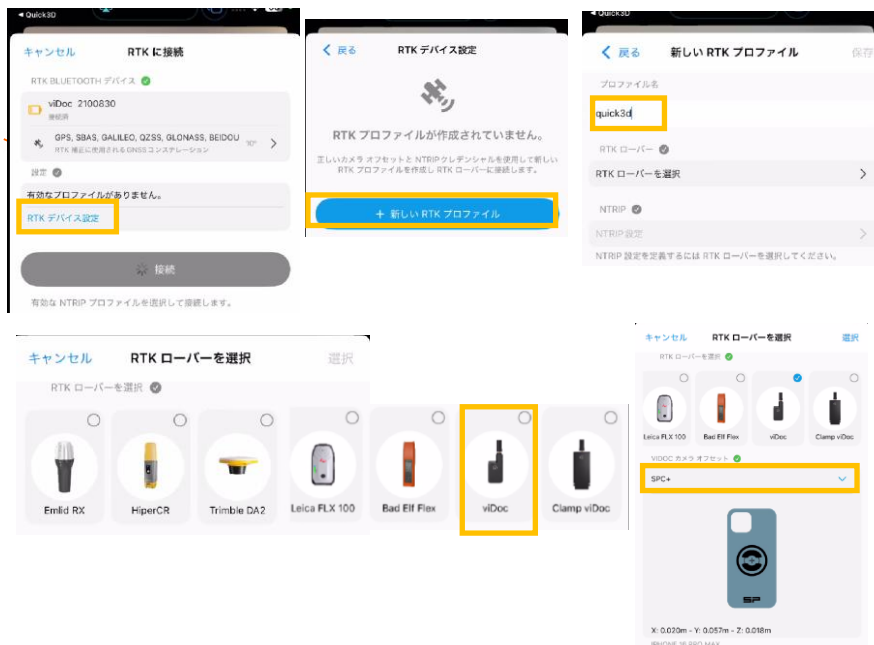 ◀ Quick3D
キャンセル RTK に接続
RTK BLUETOOTH デバイス
viDoc 2100830
接続済
GPS, SBAS, GALILEO, QZSS, GLONASS, BEIDOU
RTK 補正に使用される GNSS コンステレーション
10°
設定
有効なプロファイルがありません。
RTK デバイス設定
接続
有効な NTRIP プロファイルを選択して接続します。
戻る RTK デバイス設定
RTK プロファイルが作成されていません。
正しいカメラ オフセットと NTRIP クレデンシャルを使用して新しい
RTK プロファイルを作成し RTK ローバーに接続します。
+ 新しい RTK プロファイル
◀ Quick3D
戻る 新しい RTK プロファイル 保存
プロファイル名
quick3d
RTK ローバー
RTK ローバーを選択
NTRIP
NTRIP 設定
NTRIP 設定を定義するには RTK ローバーを選択してください。
キャンセル RTK ローバーを選択 選択
RTK ローバーを選択
Emlid RX
HiperCR
Trimble DA2
Leica FLX 100
Bad Elf Flex
viDoc
Clamp viDoc
キャンセル RTK ローバーを選択 選択
RTK ローバーを選択
Leica FLX 100
Bad Elf Flex
viDoc
Clamp viDoc
VIDOC カメラ オフセット
SPC+
SP
X: 0.020m - Y: 0.057m - Z: 0.018m